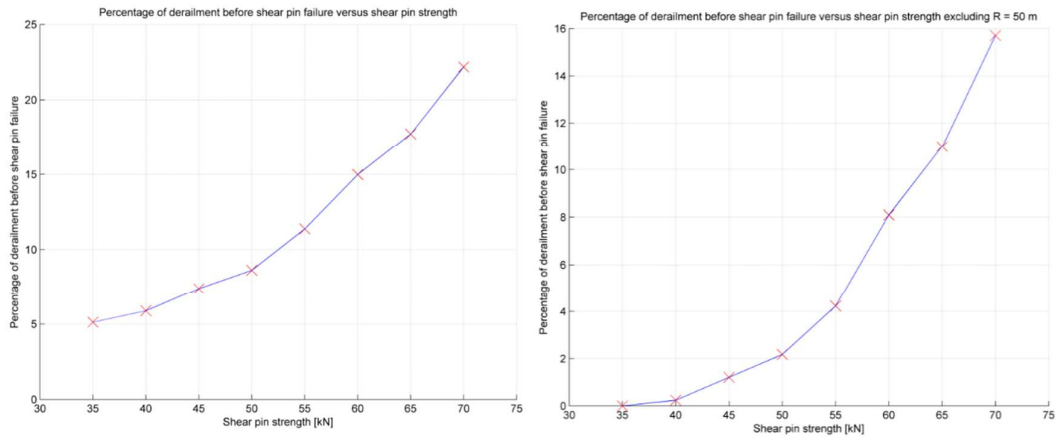 Percentage of derailment before shear pin failure versus shear pin strength
Percentage of derailment before shear pin failure
25
20
15
10
5
0
30 35 40 45 50 55 60 65 70 75
Shear pin strength [kN]
Percentage of derailment before shear pin failure versus shear pin strength excluding R = 50 m
Percentage of derailment before shear pin failure
16
14
12
10
8
6
4
2
0
30 35 40 45 50 55 60 65 70 75
Shear pin strength [kN]